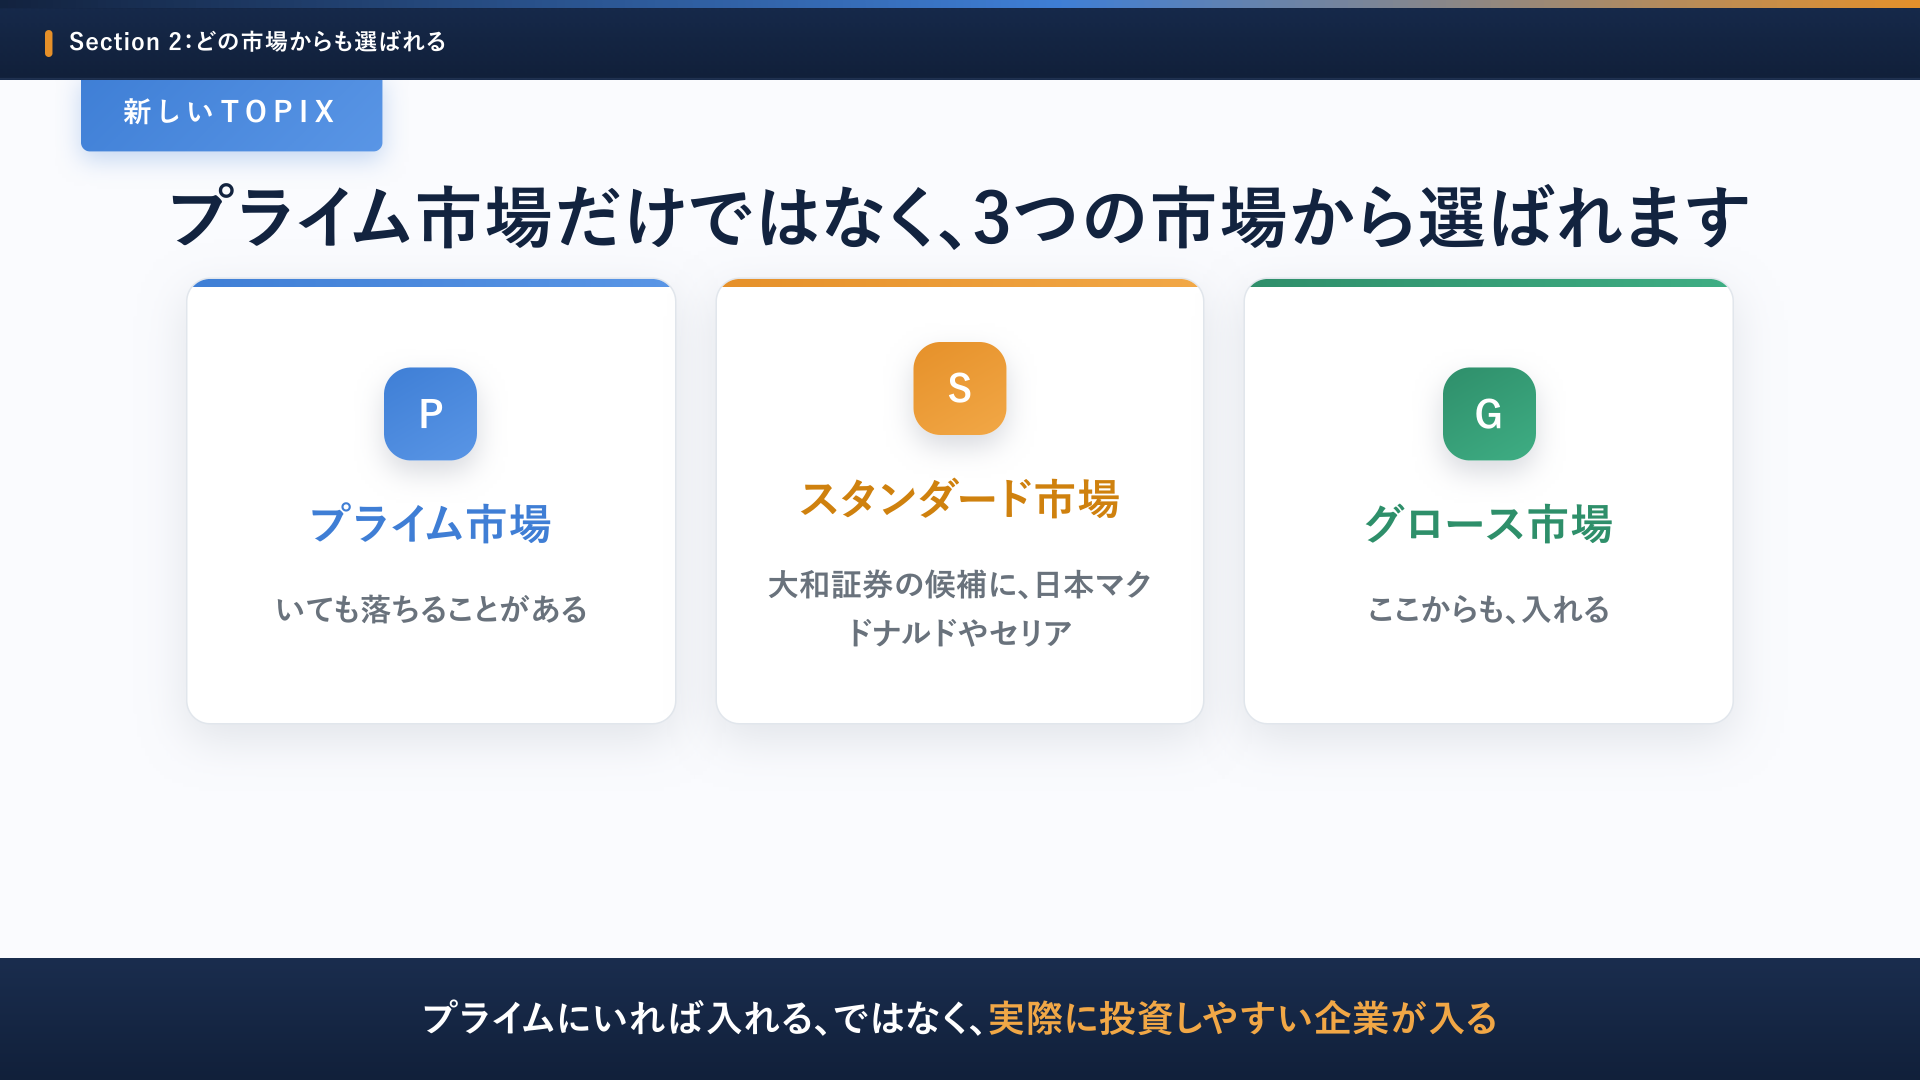 Section 2：どの市場からも選ばれる
新しいTOPIX
プライム市場だけではなく、3つの市場から選ばれます
P
プライム市場
いても落ちることがある
S
スタンダード市場
大和証券の候補に、日本マク
ドナルドやセリア
G
グロース市場
ここからも、入れる
プライムにいれば入れる、ではなく、実際に投資しやすい企業が入る